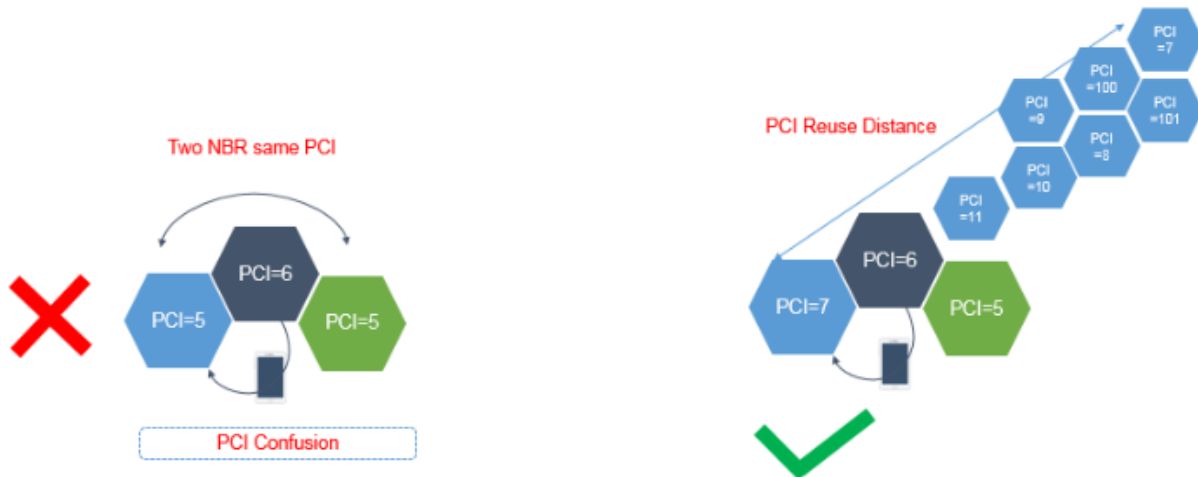 Two NBR same PCI
PCI=6
PCI=5
PCI=5
PCI Confusion
PCI Reuse Distance
PCI
=7
PCI
=100
PCI
=9
PCI
=101
PCI
=8
PCI
=10
PCI
=11
PCI=6
PCI=7
PCI=5